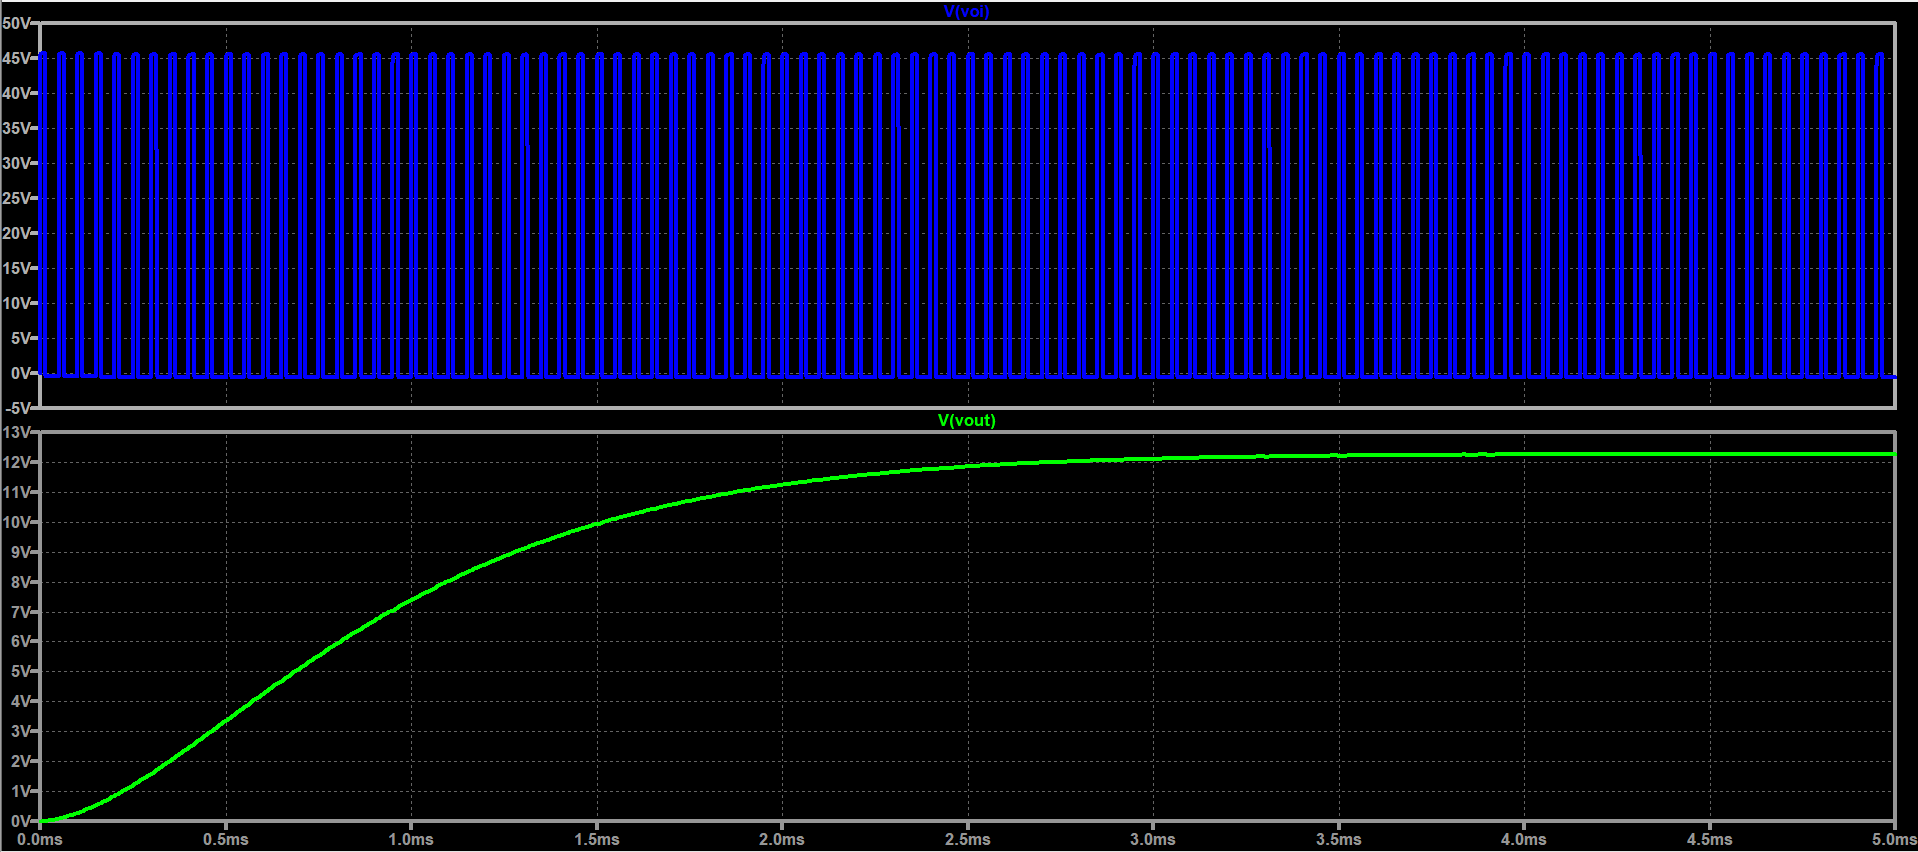 V(vol)
50V
45V
40V
35V
30V
25V
20V
15V
10V
5V
0V
-5V
V(vout)
13V
12V
11V
10V
9V
8V
7V
6V
5V
4V
3V
2V
1V
0V
0.0ms 0.5ms 1.0ms 1.5ms 2.0ms 2.5ms 3.0ms 3.5ms 4.0ms 4.5ms 5.0ms